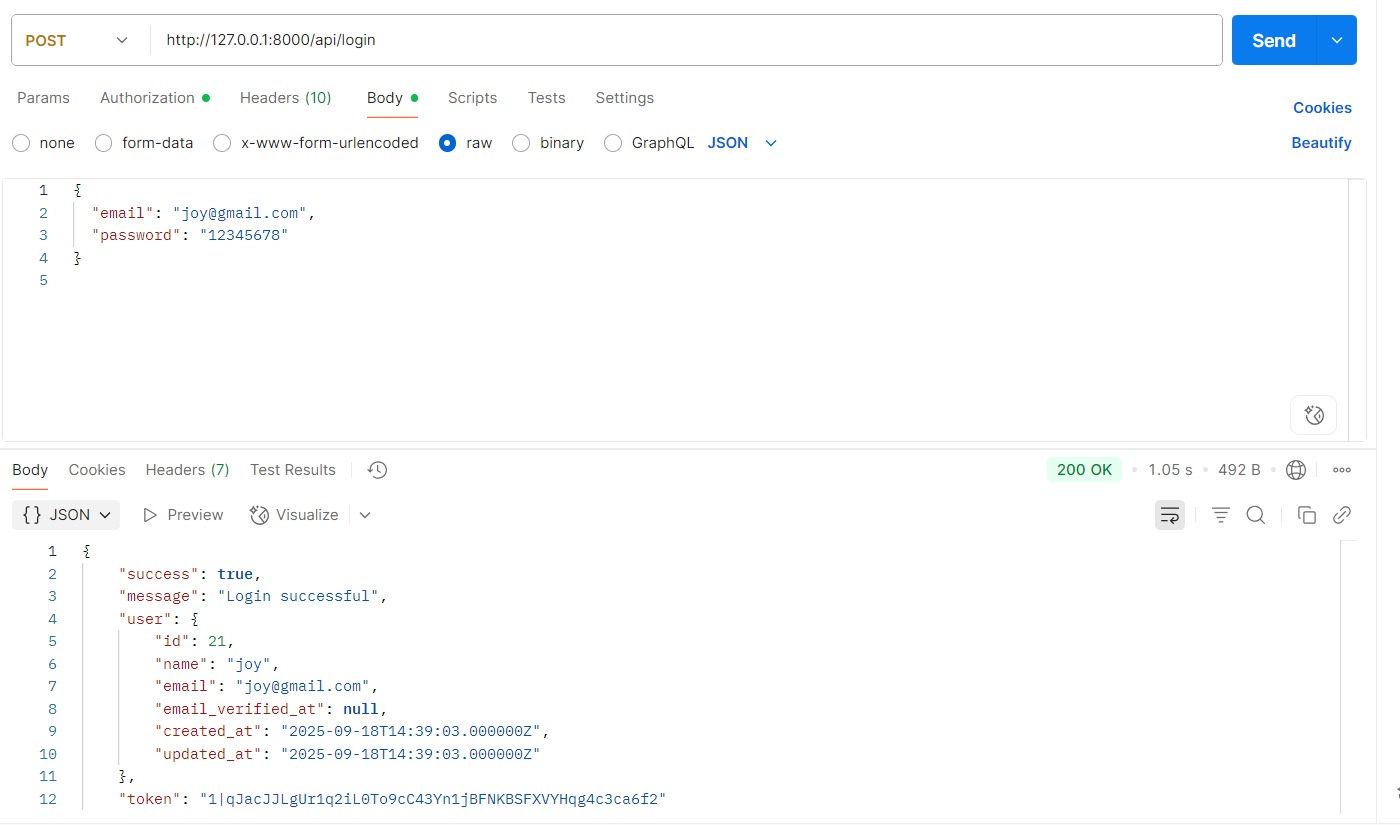 POST http://127.0.0.1:8000/api/login Send
Params Authorization Headers (10) Body Scripts Tests Settings Cookies
none form-data x-www-form-urlencoded raw binary GraphQL JSON Beautify
1 {
2 "email": "joy@gmail.com",
3 "password": "12345678"
4 }
5
Body Cookies Headers (7) Test Results 200 OK 1.05 s 492 B
{} JSON Preview Visualize
1 {
2 "success": true,
3 "message": "Login successful",
4 "user": {
5 "id": 21,
6 "name": "joy",
7 "email": "joy@gmail.com",
8 "email_verified_at": null,
9 "created_at": "2025-09-18T14:39:03.000000Z",
10 "updated_at": "2025-09-18T14:39:03.000000Z"
11 },
12 "token": "1|qJacJJLgUr1q2iL0To9cC43Yn1jBFNKBSFXVYHqg4c3ca6f2"